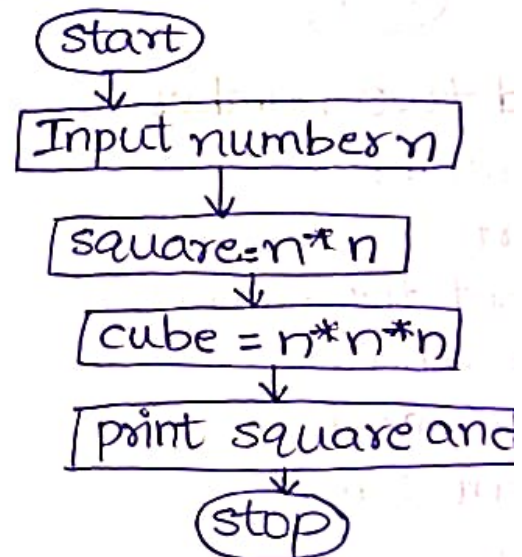 start
Input number n
square=n*n
cube = n*n*n
print square and
stop